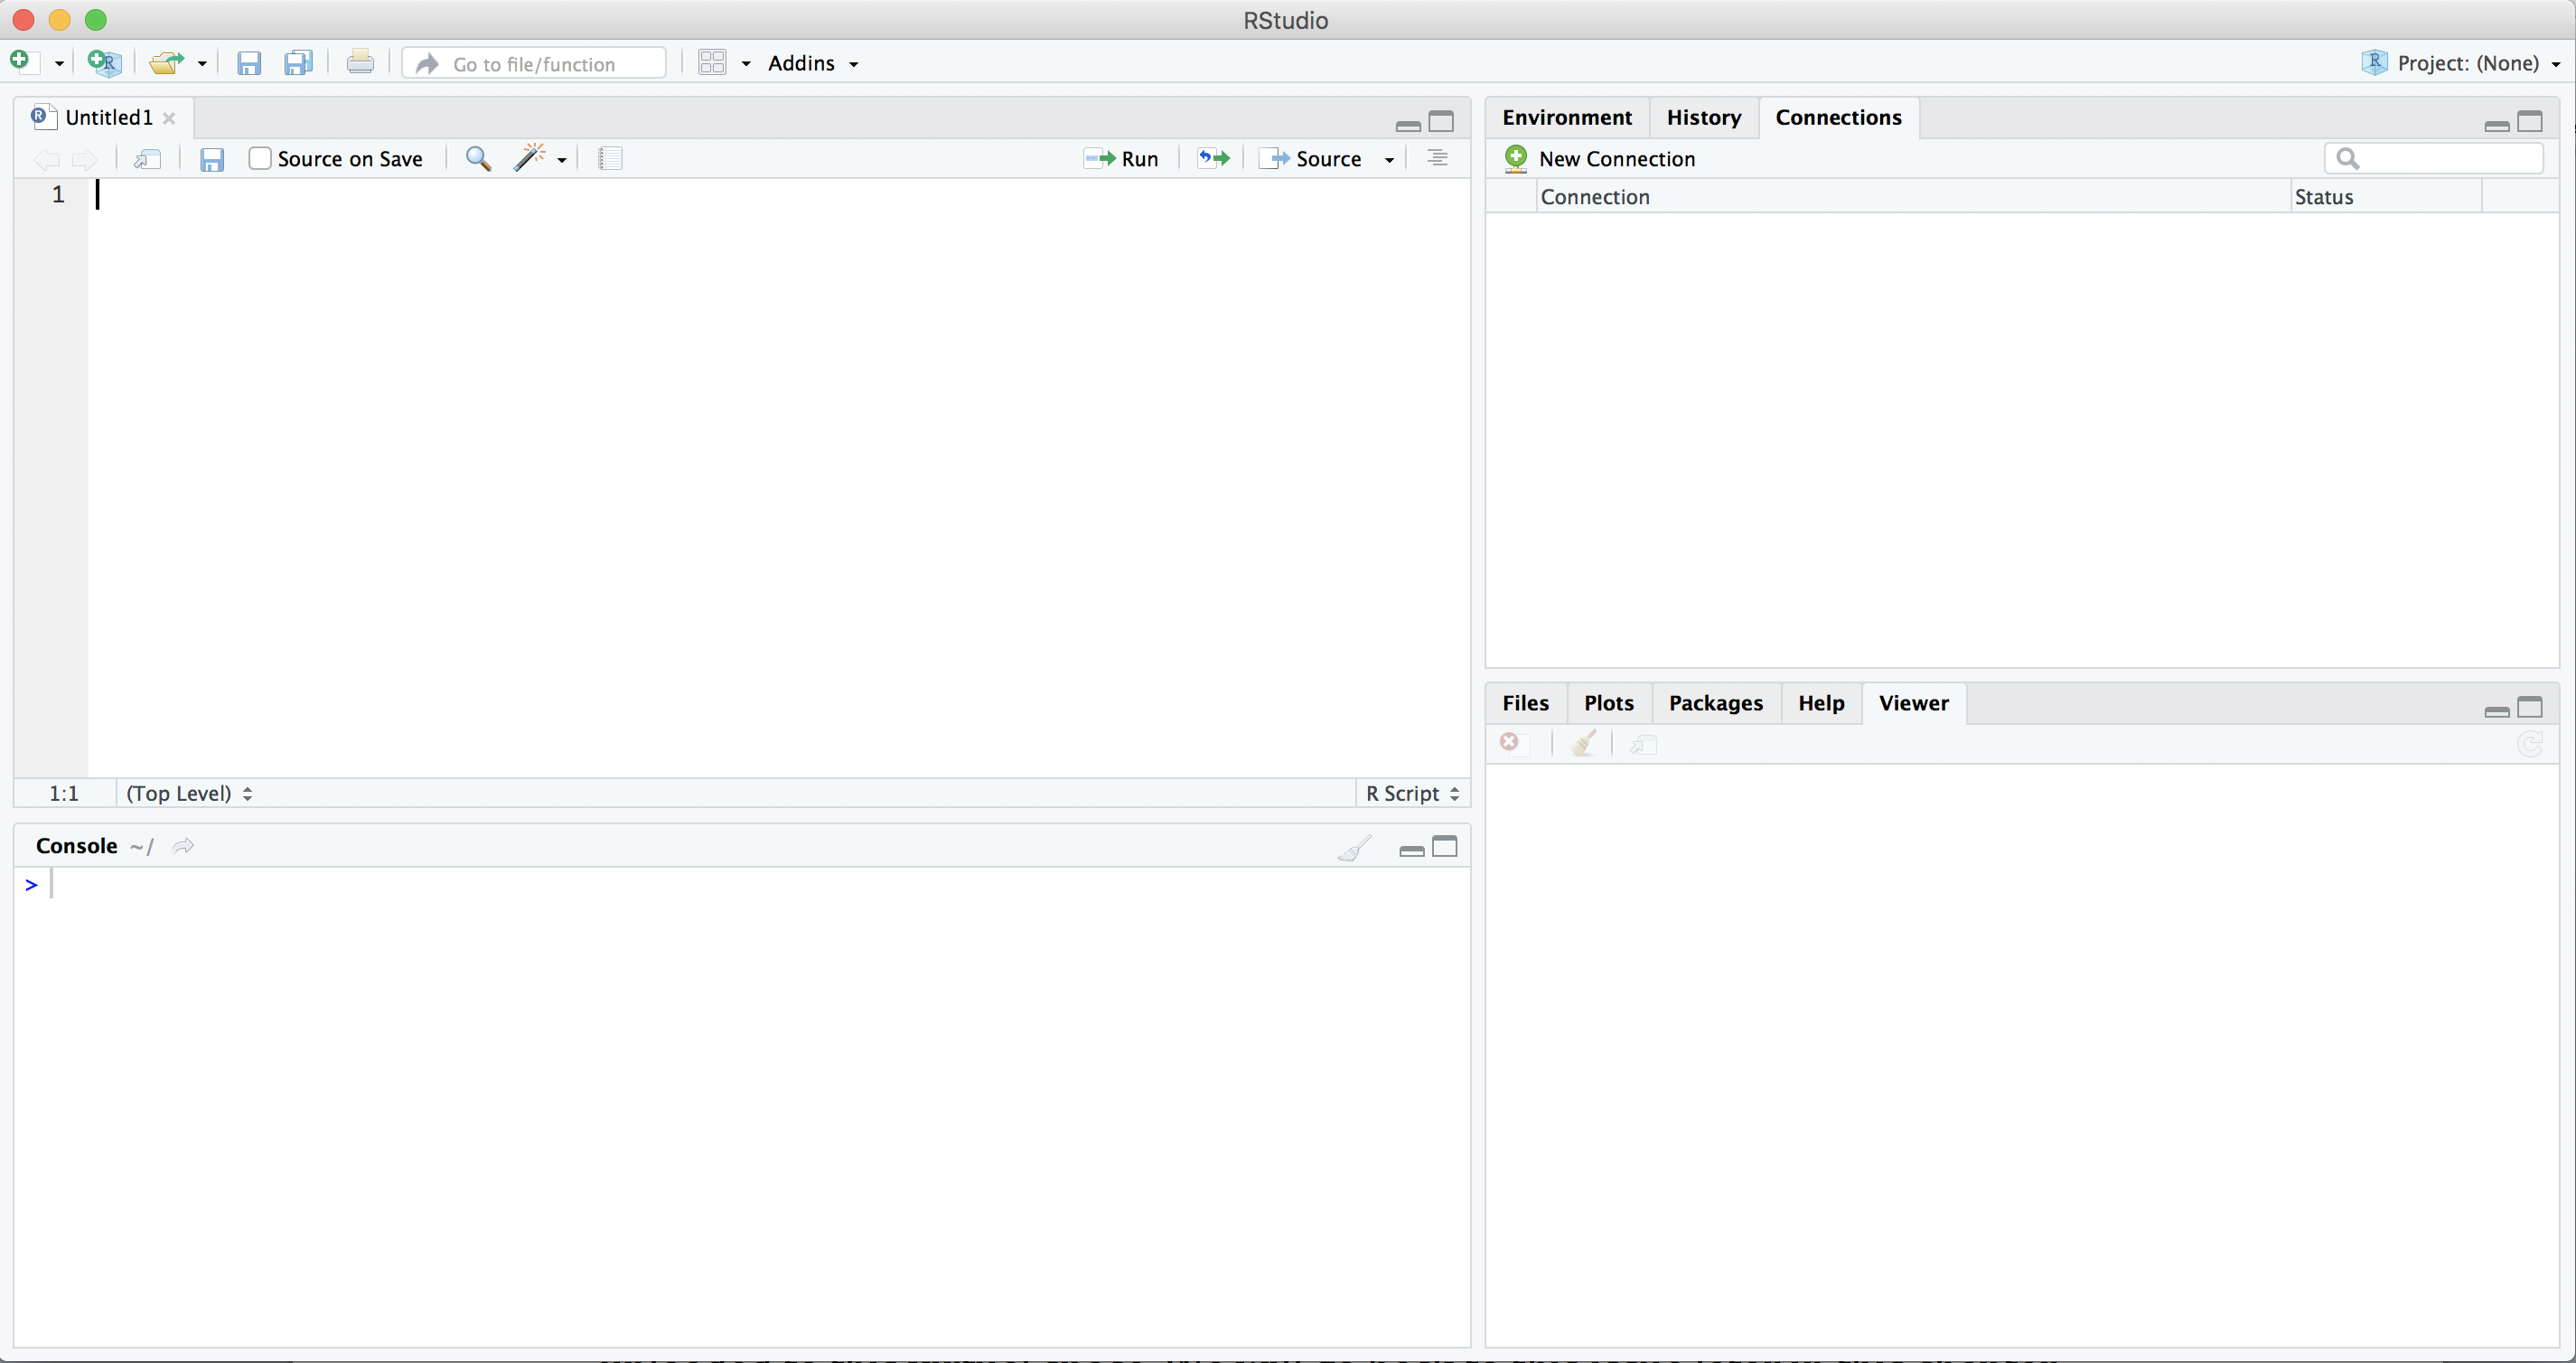 RStudio
Go to file/function
Addins
Project: (None)
Untitled1
Source on Save
Run
Source
1
1:1
(Top Level)
R Script
Console ~/
>
Environment
History
Connections
New Connection
Connection
Status
Files
Plots
Packages
Help
Viewer